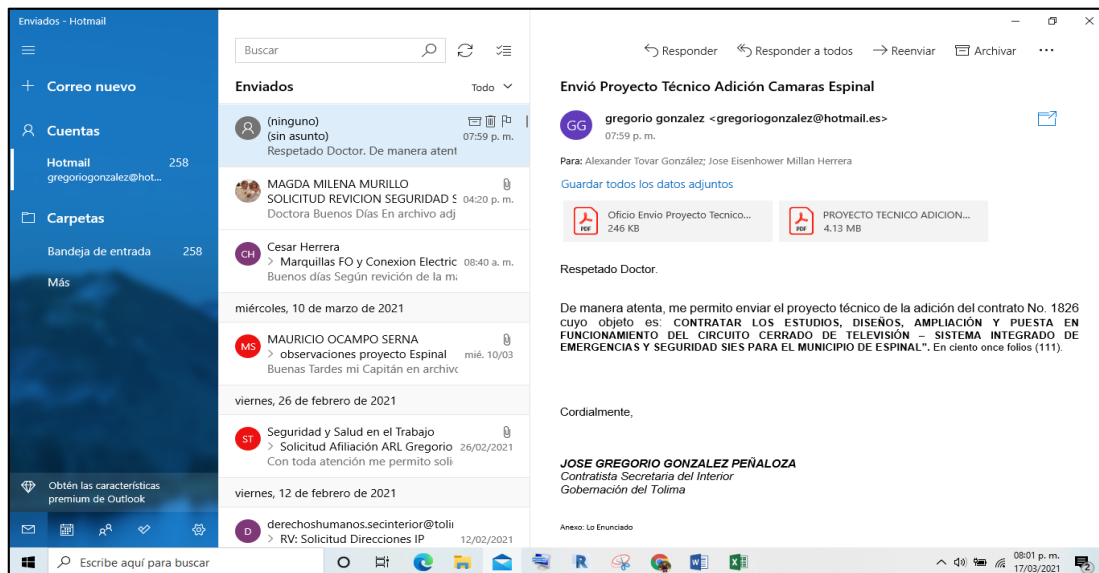 Enviados - Hotmail
Correo nuevo
Cuentas
Hotmail 258
gregoriogonzalez@hot...
Carpetas
Bandeja de entrada 258
Más
Obtén las características
premium de Outlook
Buscar
Enviados Todo
(ninguno)
(sin asunto) 07:59 p. m.
Respetado Doctor. De manera atent
MAGDA MILENA MURILLO
SOLICITUD REVICION SEGURIDAD S 04:20 p. m.
Doctora Buenos Días En archivo adj
CH
Cesar Herrera
> Marquillas FO y Conexion Electric 08:40 a. m.
Buenos días Según revición de la ma
miércoles, 10 de marzo de 2021
MS
MAURICIO OCAMPO SERNA
> observaciones proyecto Espinal mié. 10/03
Buenas Tardes mi Capitán en archivo
viernes, 26 de febrero de 2021
ST
Seguridad y Salud en el Trabajo
> Solicitud Afiliación ARL Gregorio 26/02/2021
Con toda atención me permito soli
viernes, 12 de febrero de 2021
D
derechoshumanos.secinterior@toli
> RV: Solicitud Direcciones IP 12/02/2021
Responder Responder a todos Reenviar Archivar ...
Envió Proyecto Técnico Adición Camaras Espinal
GG
gregorio gonzalez <gregoriogonzalez@hotmail.es>
07:59 p. m.
Para: Alexander Tovar González; Jose Eisenhower Millan Herrera
Guardar todos los datos adjuntos
PDF Oficio Envio Proyecto Tecnico...
246 KB
PDF PROYECTO TECNICO ADICION...
4.13 MB
Respetado Doctor.
De manera atenta, me permito enviar el proyecto técnico de la adición del contrato No. 1826
cuyo objeto es: CONTRATAR LOS ESTUDIOS, DISEÑOS, AMPLIACIÓN Y PUESTA EN
FUNCIONAMIENTO DEL CIRCUITO CERRADO DE TELEVISIÓN – SISTEMA INTEGRADO DE
EMERGENCIAS Y SEGURIDAD SIES PARA EL MUNICIPIO DE ESPINAL". En ciento once folios (111).
Cordialmente,
JOSE GREGORIO GONZALEZ PEÑALOZA
Contratista Secretaria del Interior
Gobernación del Tolima
Anexo: Lo Enunciado
Escribe aquí para buscar
08:01 p. m.
17/03/2021
2